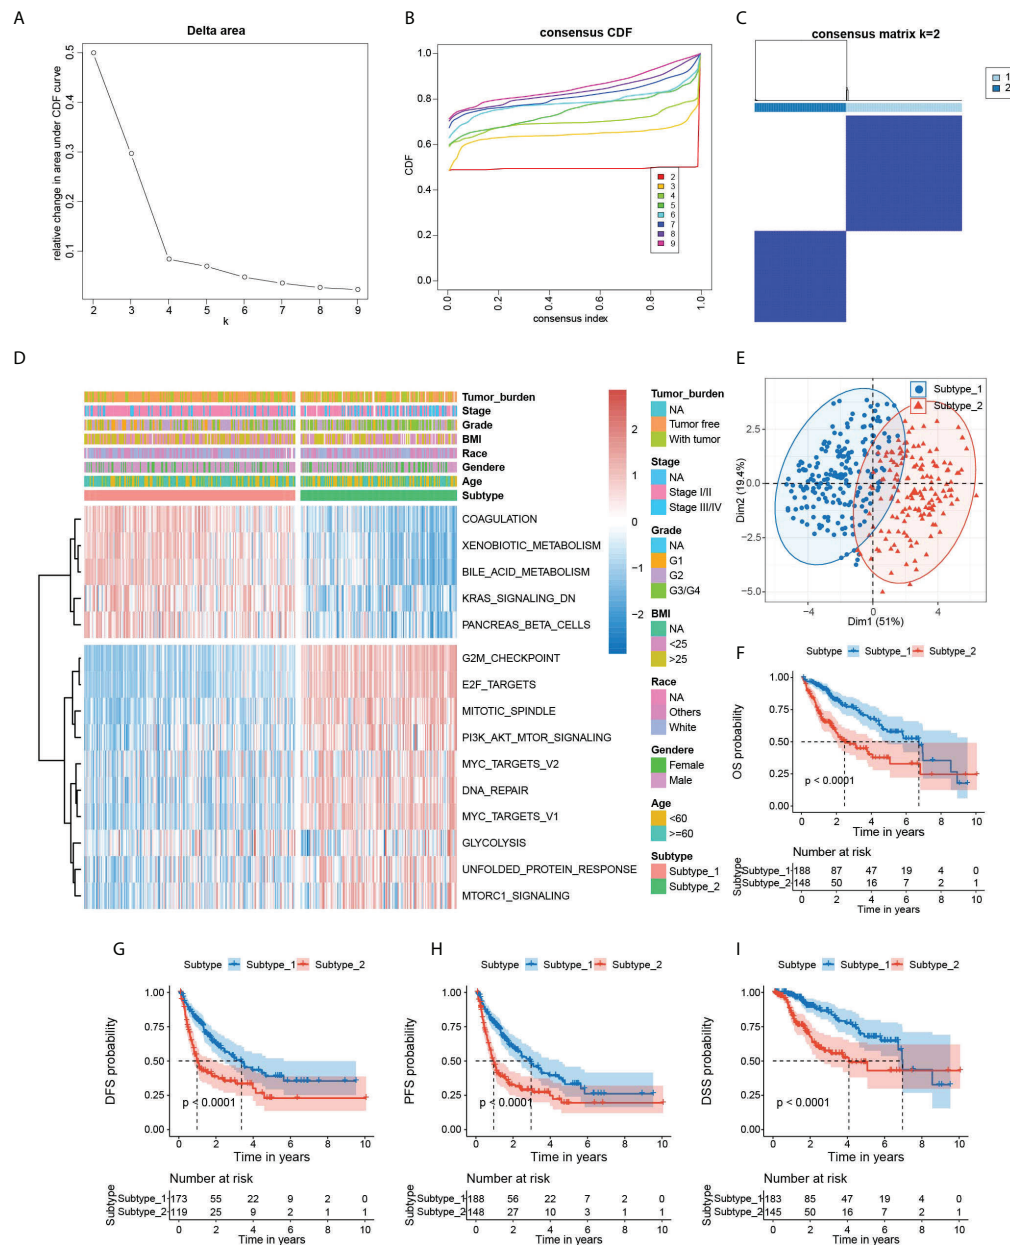 A
Delta area
relative change in area under CDF curve
0.5
0.4
0.3
0.2
0.1
2 3 4 5 6 7 8 9
k
B
consensus CDF
CDF
1.0
0.8
0.6
0.4
0.2
0.0
0.0 0.2 0.4 0.6 0.8 1.0
consensus index
2
3
4
5
6
7
8
9
C
consensus matrix k=2
1
2
D
Tumor_burden
Stage
Grade
BMI
Race
Gendere
Age
Subtype
COAGULATION
XENOBIOTIC_METABOLISM
BILE_ACID_METABOLISM
KRAS_SIGNALING_DN
PANCREAS_BETA_CELLS
G2M_CHECKPOINT
E2F_TARGETS
MITOTIC_SPINDLE
PI3K_AKT_MTOR_SIGNALING
MYC_TARGETS_V2
DNA_REPAIR
MYC_TARGETS_V1
GLYCOLYSIS
UNFOLDED_PROTEIN_RESPONSE
MTORC1_SIGNALING
2
1
0
−1
−2
Tumor_burden
NA
Tumor free
With tumor
Stage
NA
Stage I/II
Stage III/IV
Grade
NA
G1
G2
G3/G4
BMI
NA
<25
>25
Race
NA
Others
White
Gendere
Female
Male
Age
<60
>=60
Subtype
Subtype_1
Subtype_2
E
Subtype_1
Subtype_2
Dim2 (19.4%)
2.5
0.0
−2.5
−5.0
−4 0 4
Dim1 (51%)
F
Subtype Subtype_1 Subtype_2
OS probability
1.00
0.75
0.50
0.25
0.00
p < 0.0001
0 2 4 6 8 10
Time in years
Number at risk
Subtype
Subtype_1 188 87 47 19 4 0
Subtype_2 148 50 16 7 2 1
0 2 4 6 8 10
Time in years
G
Subtype Subtype_1 Subtype_2
DFS probability
1.00
0.75
0.50
0.25
0.00
p < 0.0001
0 2 4 6 8 10
Time in years
Number at risk
Subtype
Subtype_1 173 55 22 9 2 0
Subtype_2 119 25 9 2 1 1
0 2 4 6 8 10
Time in years
H
Subtype Subtype_1 Subtype_2
PFS probability
1.00
0.75
0.50
0.25
0.00
p < 0.0001
0 2 4 6 8 10
Time in years
Number at risk
Subtype
Subtype_1 188 56 22 7 2 0
Subtype_2 148 27 10 3 1 1
0 2 4 6 8 10
Time in years
I
Subtype Subtype_1 Subtype_2
DSS probability
1.00
0.75
0.50
0.25
0.00
p < 0.0001
0 2 4 6 8 10
Time in years
Number at risk
Subtype
Subtype_1 183 85 47 19 4 0
Subtype_2 145 50 16 7 2 1
0 2 4 6 8 10
Time in years